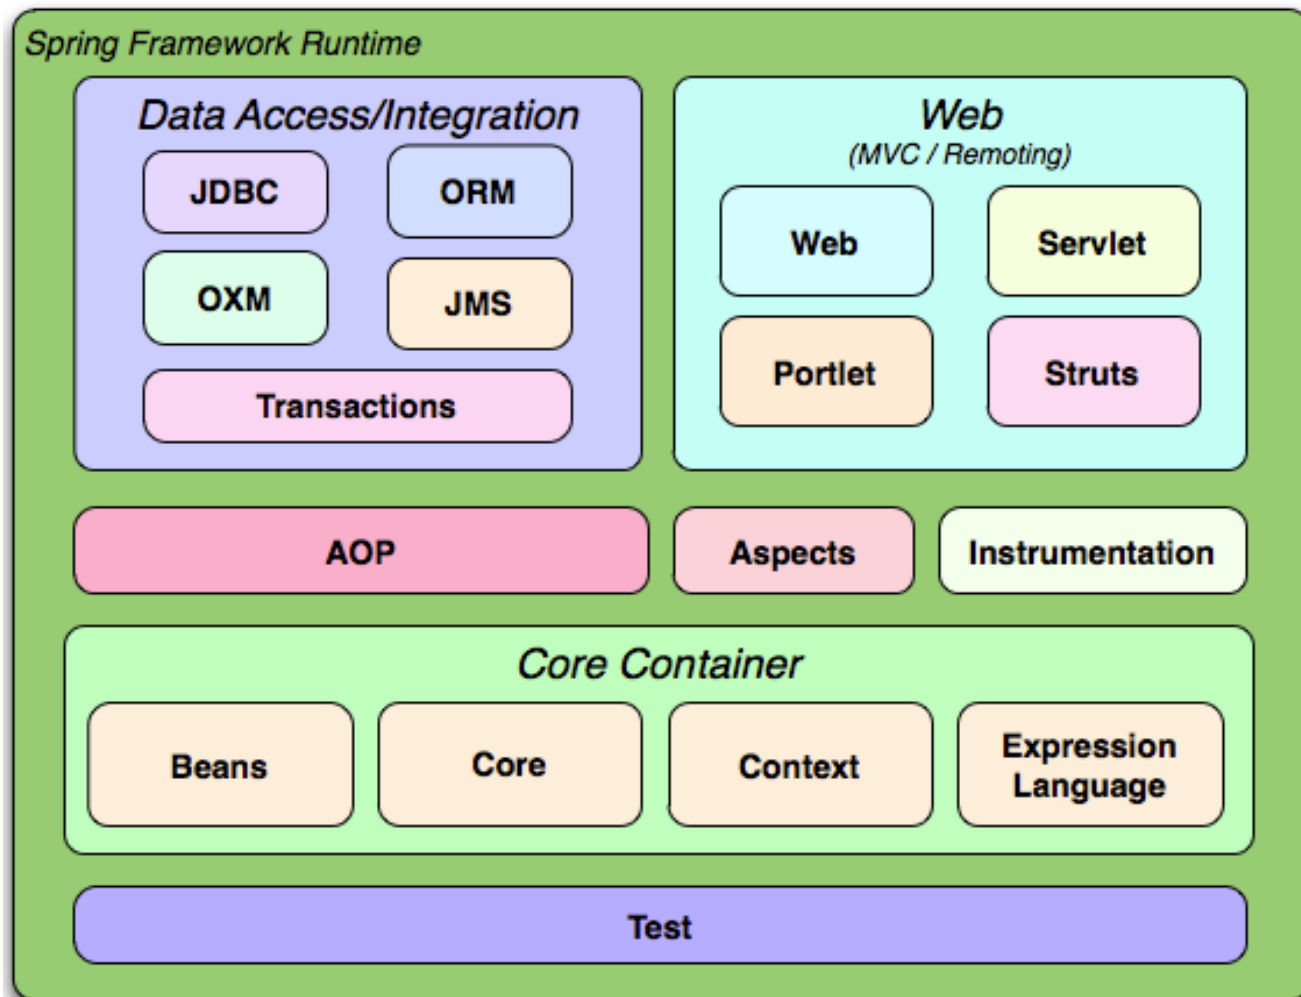 Spring Framework Runtime
Data Access/Integration
JDBC
ORM
OXM
JMS
Transactions
Web
(MVC / Remoting)
Web
Servlet
Portlet
Struts
AOP
Aspects
Instrumentation
Core Container
Beans
Core
Context
Expression
Language
Test